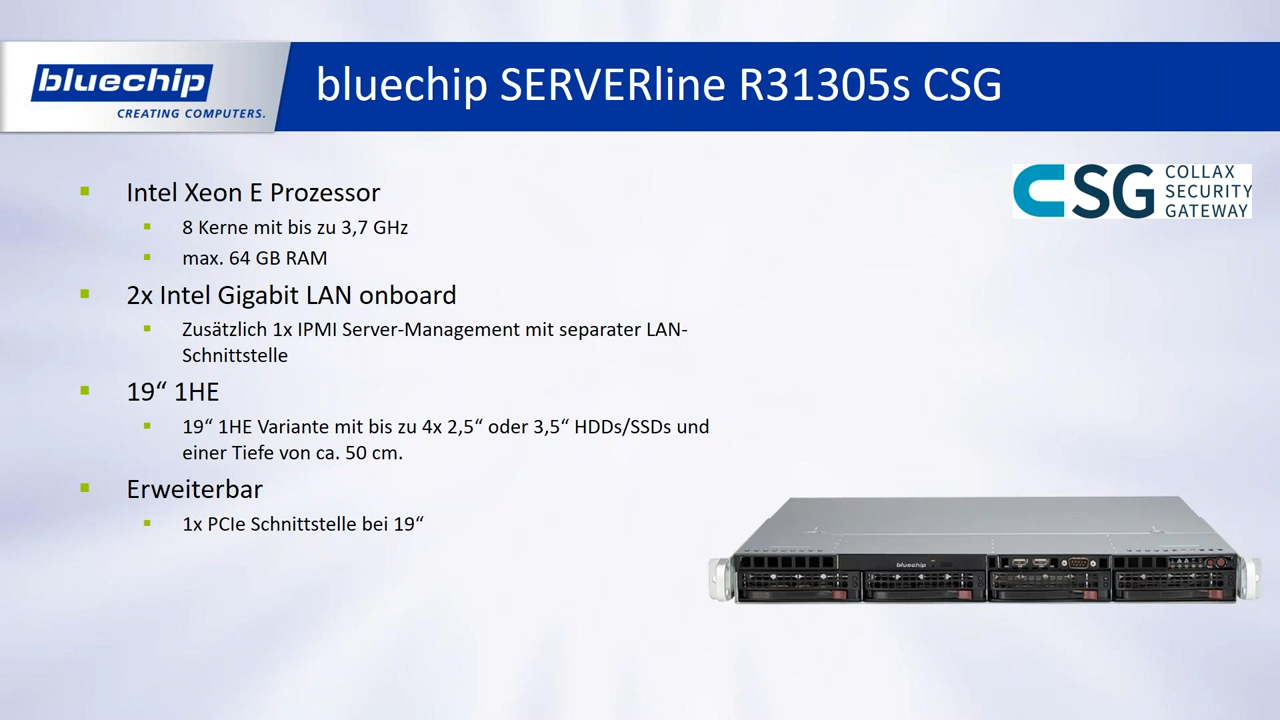 bluechip
CREATING COMPUTERS.
bluechip SERVERline R31305s CSG
CSG
COLLAX
SECURITY
GATEWAY
Intel Xeon E Prozessor
8 Kerne mit bis zu 3,7 GHz
max. 64 GB RAM
2x Intel Gigabit LAN onboard
Zusätzlich 1x IPMI Server-Management mit separater LAN-
Schnittstelle
19“ 1HE
19“ 1HE Variante mit bis zu 4x 2,5“ oder 3,5“ HDDs/SSDs und
einer Tiefe von ca. 50 cm.
Erweiterbar
1x PCIe Schnittstelle bei 19“
bluechip